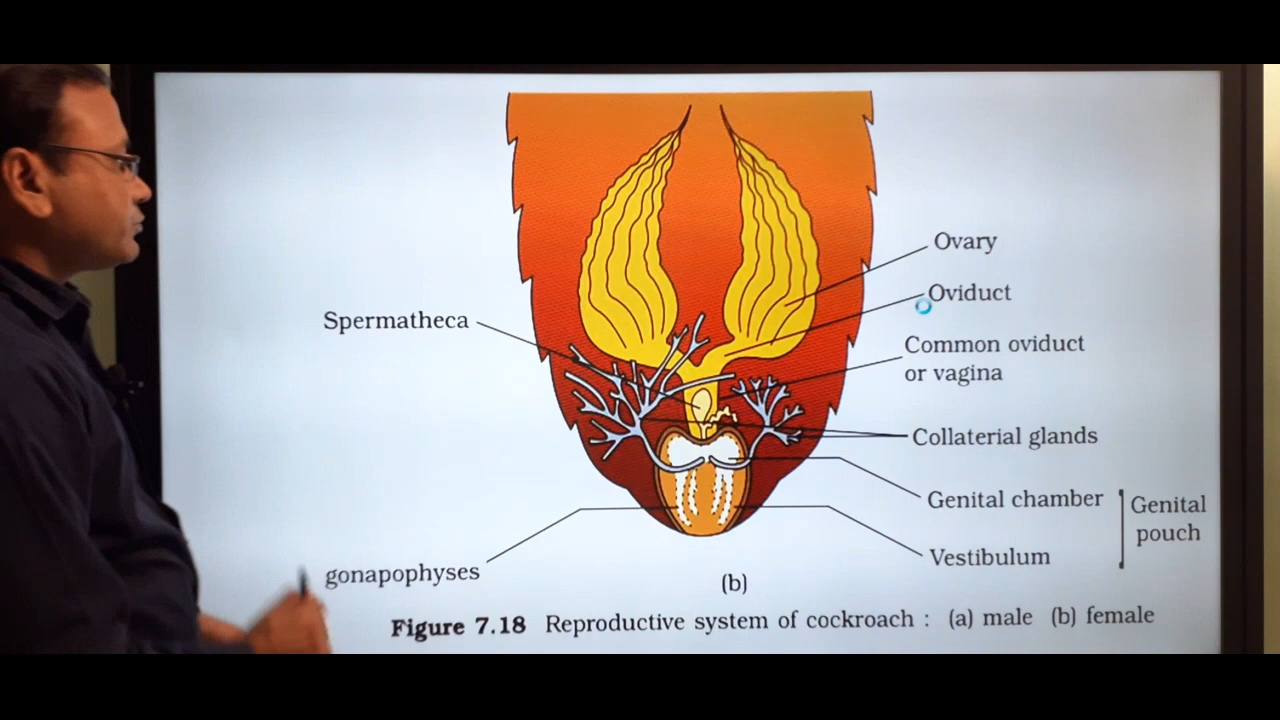 Ovary
Oviduct
Spermatheca
Common oviduct
or vagina
Collaterial glands
Genital chamber
Genital
pouch
Vestibulum
gonapophyses
(b)
Figure 7.18 Reproductive system of cockroach : (a) male (b) female